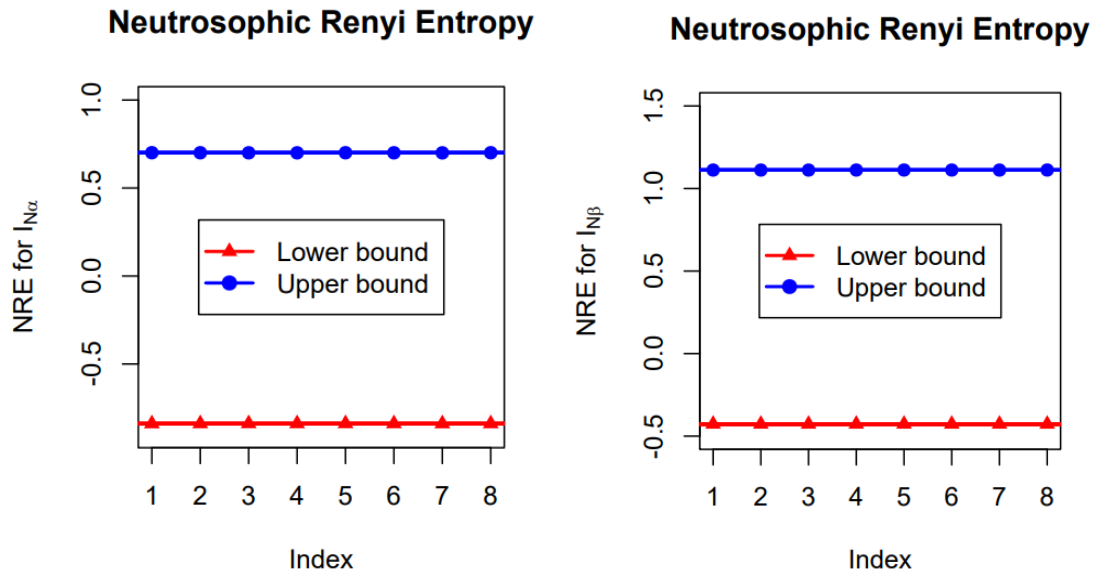 Neutrosophic Renyi Entropy
NRE for I_Nα
1.0
0.5
0.0
-0.5
Lower bound
Upper bound
1 2 3 4 5 6 7 8
Index
Neutrosophic Renyi Entropy
NRE for I_Nβ
1.5
1.0
0.5
0.0
-0.5
Lower bound
Upper bound
1 2 3 4 5 6 7 8
Index